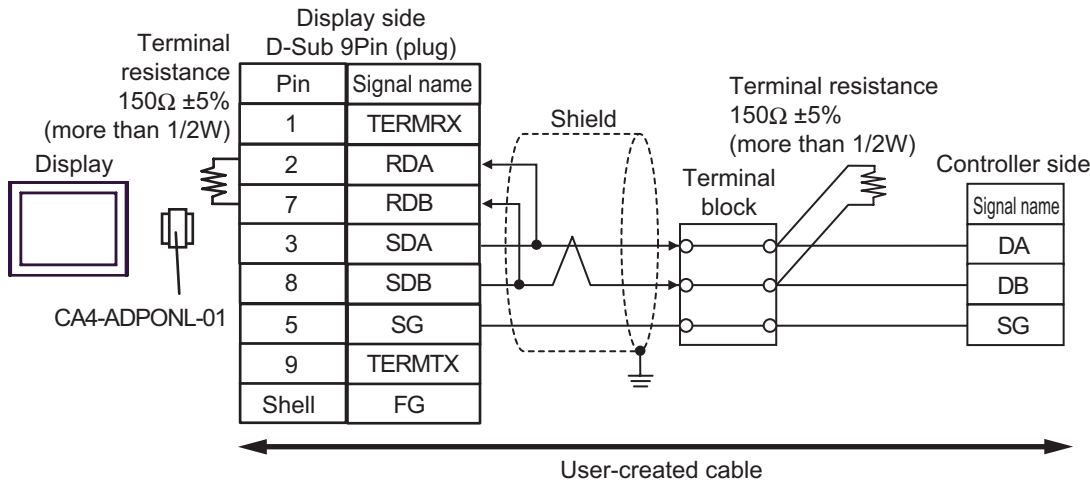 Display side
D-Sub 9Pin (plug)
Terminal
resistance
150Ω ±5%
(more than 1/2W)
Display
CA4-ADPONL-01
Pin Signal name
1 TERMRX
2 RDA
7 RDB
3 SDA
8 SDB
5 SG
9 TERMTX
Shell FG
Shield
Terminal
block
Terminal resistance
150Ω ±5%
(more than 1/2W)
Controller side
Signal name
DA
DB
SG
User-created cable